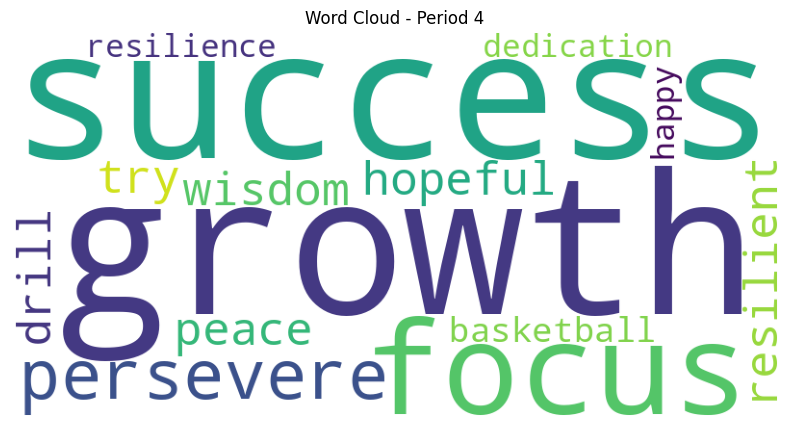 Word Cloud - Period 4
resilience
dedication
success
happy
try
wisdom
hopeful
growth
drill
resilient
peace
basketball
persevere
focus